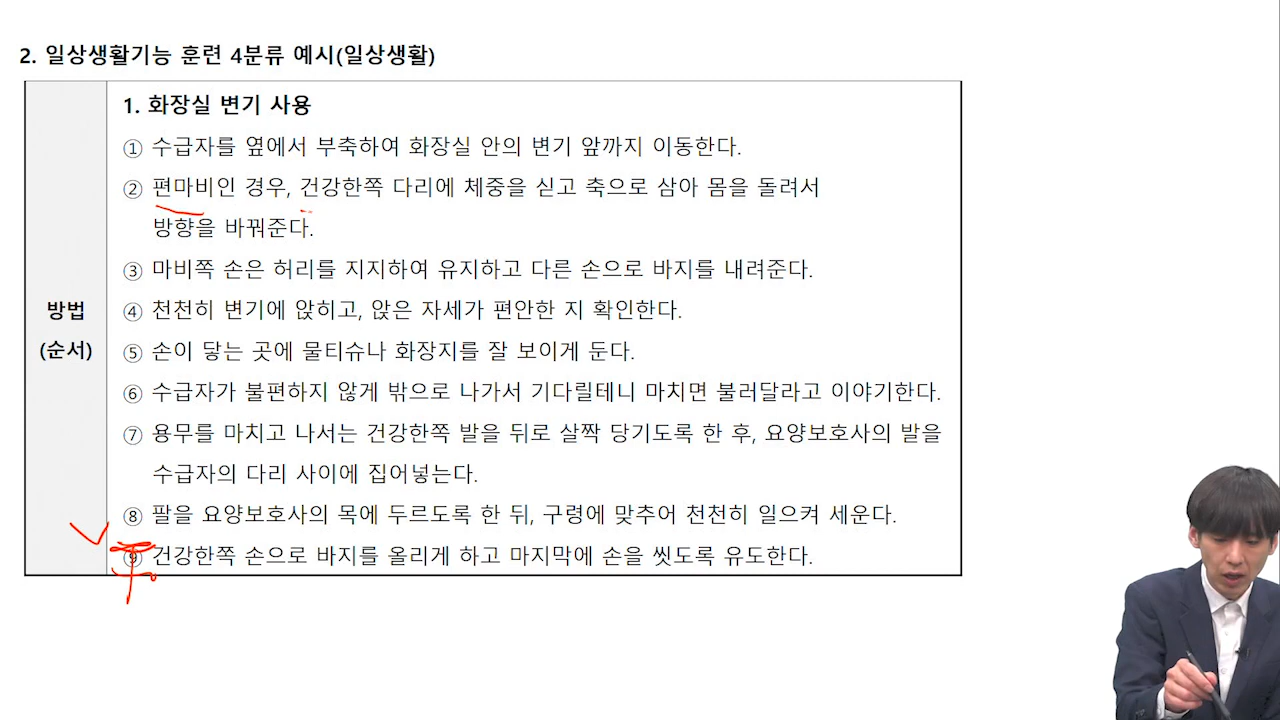 2. 일상생활기능 훈련 4분류 예시(일상생활)
방법
(순서)
1. 화장실 변기 사용
① 수급자를 옆에서 부축하여 화장실 안의 변기 앞까지 이동한다.
② 편마비인 경우, 건강한쪽 다리에 체중을 싣고 축으로 삼아 몸을 돌려서
방향을 바꿔준다.
③ 마비쪽 손은 허리를 지지하여 유지하고 다른 손으로 바지를 내려준다.
④ 천천히 변기에 앉히고, 앉은 자세가 편안한 지 확인한다.
⑤ 손이 닿는 곳에 물티슈나 화장지를 잘 보이게 둔다.
⑥ 수급자가 불편하지 않게 밖으로 나가서 기다릴테니 마치면 불러달라고 이야기한다.
⑦ 용무를 마치고 나서는 건강한쪽 발을 뒤로 살짝 당기도록 한 후, 요양보호사의 발을
수급자의 다리 사이에 집어넣는다.
⑧ 팔을 요양보호사의 목에 두르도록 한 뒤, 구령에 맞추어 천천히 일으켜 세운다.
⑨ 건강한쪽 손으로 바지를 올리게 하고 마지막에 손을 씻도록 유도한다.